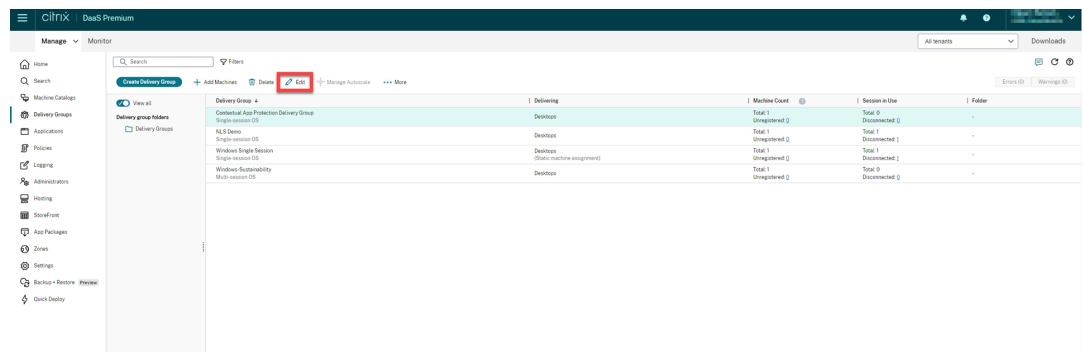 citrix | DaaS Premium
Manage Monitor
All tenants
Downloads
Home
Search
Machine Catalogs
Delivery Groups
Applications
Policies
Logging
Administrators
Hosting
StoreFront
App Packages
Zones
Settings
Backup + Restore Preview
Quick Deploy
Search Filters
Create Delivery Group Add Machines Delete Edit Manage Autoscale More
Errors (0) Warnings (0)
View all
Delivery group folders
Delivery Groups
Delivery Group ↓ Delivering Machine Count Session in Use Folder
Contextual App Protection Delivery Group
Single-session OS
Desktops
Total: 1
Unregistered: 0
Total: 0
Disconnected: 0
-
NLS Demo
Single-session OS
Desktops
Total: 1
Unregistered: 0
Total: 1
Disconnected: 1
-
Windows Single Session
Single-session OS
Desktops
(Static machine assignment)
Total: 1
Unregistered: 0
Total: 1
Disconnected: 1
-
Windows-Sustainability
Multi-session OS
Desktops
Total: 1
Unregistered: 0
Total: 0
Disconnected: 0
-